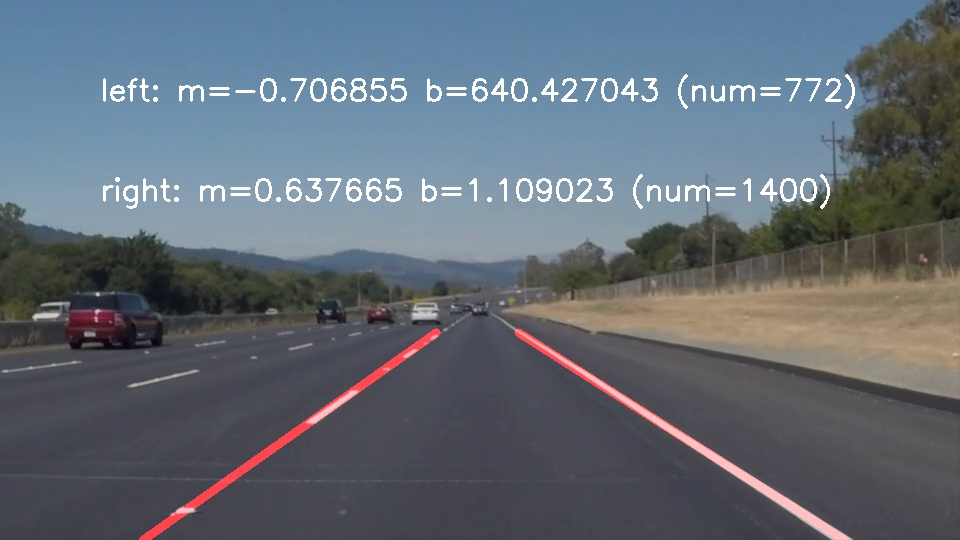 left: m=-0.706855 b=640.427043 (num=772)
right: m=0.637665 b=1.109023 (num=1400)